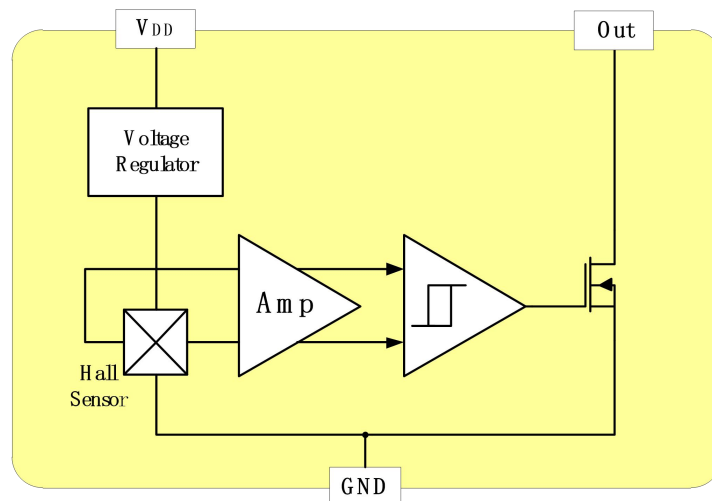 VDD
Out
Voltage
Regulator
Amp
Hall
Sensor
GND